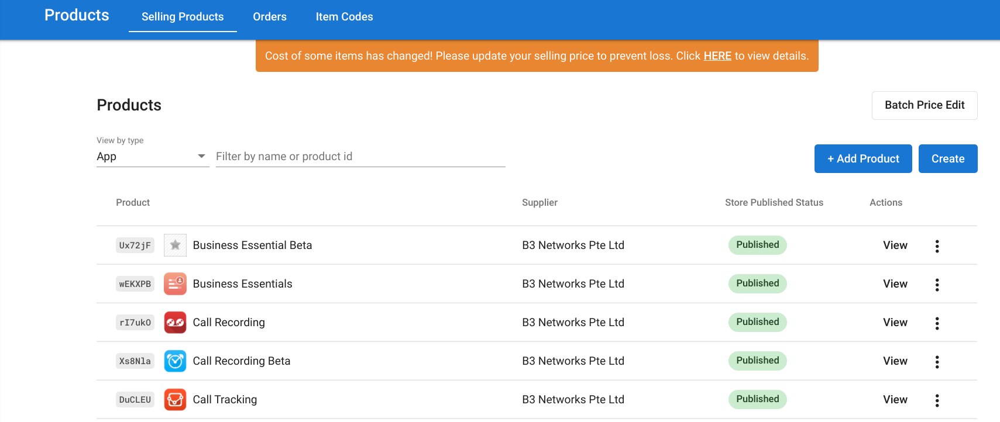 Products Selling Products Orders Item Codes
Cost of some items has changed! Please update your selling price to prevent loss. Click HERE to view details.
Products
Batch Price Edit
View by type
App
Filter by name or product id
+ Add Product
Create
Product Supplier Store Published Status Actions
Ux72jF Business Essential Beta B3 Networks Pte Ltd Published View
wEKXPB Business Essentials B3 Networks Pte Ltd Published View
rI7ukO Call Recording B3 Networks Pte Ltd Published View
Xs8Nla Call Recording Beta B3 Networks Pte Ltd Published View
DuCLEU Call Tracking B3 Networks Pte Ltd Published View